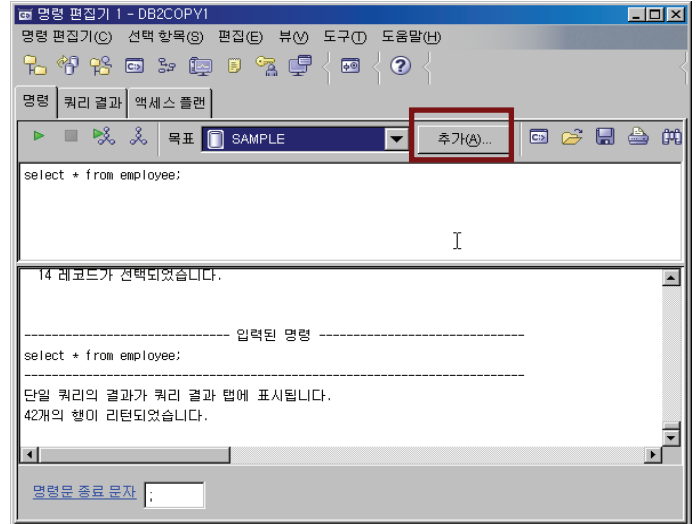 명령 편집기 1 - DB2COPY1
명령 편집기(C) 선택 항목(S) 편집(E) 뷰(V) 도구(T) 도움말(H)
명령 쿼리 결과 액세스 플랜
목표 SAMPLE 추가(A)...
select * from employee;
14 레코드가 선택되었습니다.
------------------------------ 입력된 명령 ------------------------------
select * from employee;
------------------------------------------------------------------------
단일 쿼리의 결과가 쿼리 결과 탭에 표시됩니다.
42개의 행이 리턴되었습니다.
명령문 종료 문자 ;